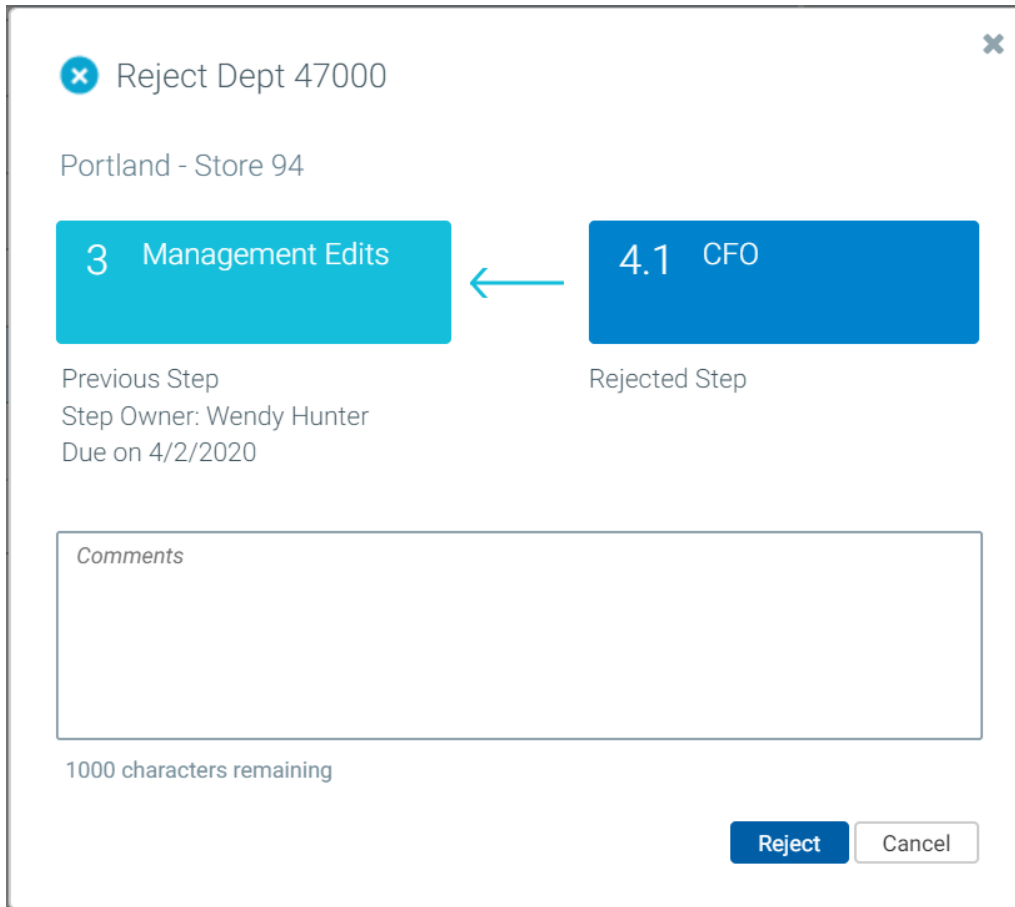 Reject Dept 47000
Portland - Store 94
3 Management Edits
4.1 CFO
Previous Step
Step Owner: Wendy Hunter
Due on 4/2/2020
Rejected Step
Comments
1000 characters remaining
Reject
Cancel